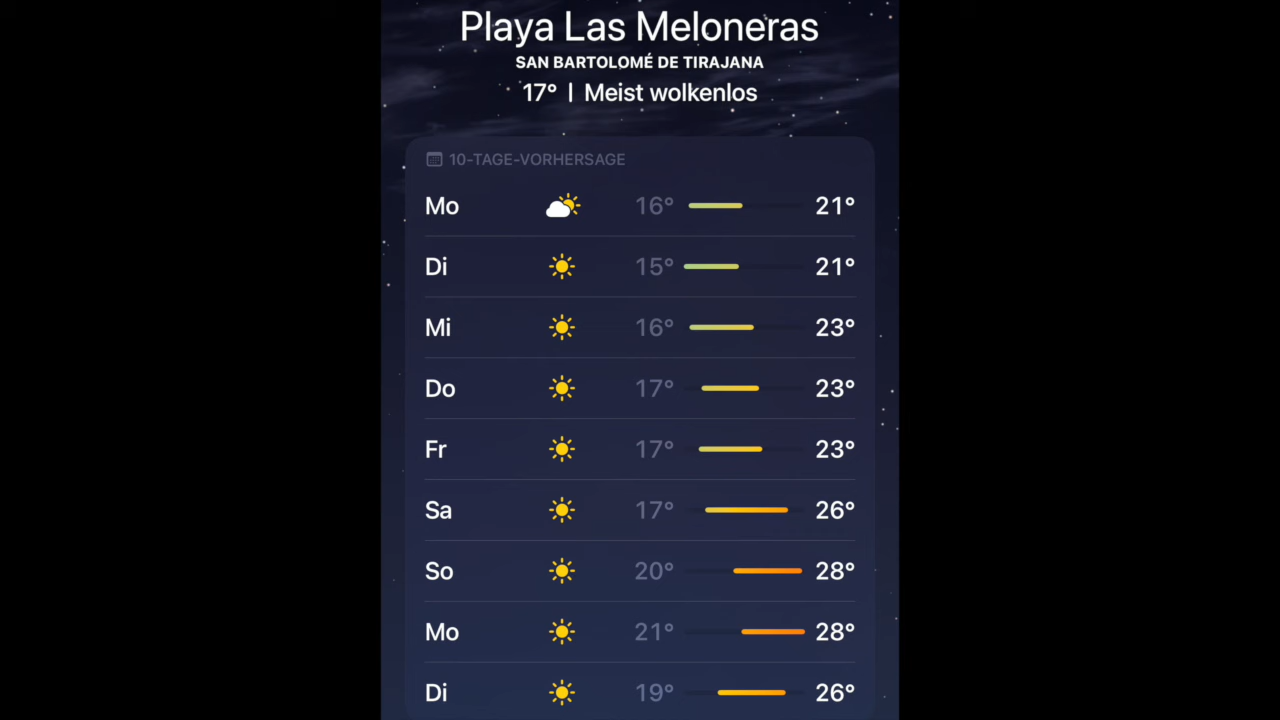 Playa Las Meloneras
SAN BARTOLOMÉ DE TIRAJANA
17° | Meist wolkenlos
10-TAGE-VORHERSAGE
Mo 16° 21°
Di 15° 21°
Mi 16° 23°
Do 17° 23°
Fr 17° 23°
Sa 17° 26°
So 20° 28°
Mo 21° 28°
Di 19° 26°